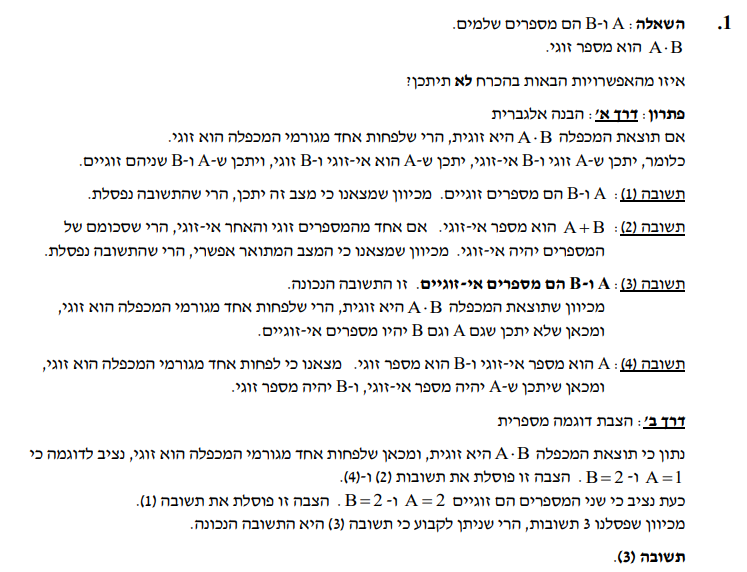 1. השאלה: A ו-B הם מספרים שלמים.
A·B הוא מספר זוגי.
איזו מהאפשרויות הבאות בהכרח לא תיתכן?
פתרון: דרך א׳: הבנה אלגברית
אם תוצאת המכפלה A·B היא זוגית, הרי שלפחות אחד מגורמי המכפלה הוא זוגי.
כלומר, יתכן ש-A זוגי ו-B אי-זוגי, יתכן ש-A הוא אי-זוגי ו-B זוגי, ויתכן ש-A ו-B שניהם זוגיים.
תשובה (1): A ו-B הם מספרים זוגיים. מכיוון שמצאנו כי מצב זה יתכן, הרי שהתשובה נפסלת.
תשובה (2): A+B הוא מספר אי-זוגי. אם אחד מהמספרים זוגי והאחר אי-זוגי, הרי שסכומם של
המספרים יהיה אי-זוגי. מכיוון שמצאנו כי המצב המתואר אפשרי, הרי שהתשובה נפסלת.
תשובה (3): A ו-B הם מספרים אי-זוגיים. זו התשובה הנכונה.
מכיוון שתוצאת המכפלה A·B היא זוגית, הרי שלפחות אחד מגורמי המכפלה הוא זוגי,
ומכאן שלא יתכן שגם A וגם B יהיו מספרים אי-זוגיים.
תשובה (4): A הוא מספר אי-זוגי ו-B הוא מספר זוגי. מצאנו כי לפחות אחד מגורמי המכפלה הוא זוגי,
ומכאן שיתכן ש-A יהיה מספר אי-זוגי, ו-B יהיה מספר זוגי.
דרך ב׳: הצבת דוגמה מספרית
נתון כי תוצאת המכפלה A·B היא זוגית, ומכאן שלפחות אחד מגורמי המכפלה הוא זוגי, נציב לדוגמה כי
A=1 ו- B=2. הצבה זו פוסלת את תשובות (2) ו-(4).
כעת נציב כי שני המספרים הם זוגיים A=2 ו- B=2. הצבה זו פוסלת את תשובה (1).
מכיוון שפסלנו 3 תשובות, הרי שניתן לקבוע כי תשובה (3) היא התשובה הנכונה.
תשובה (3).